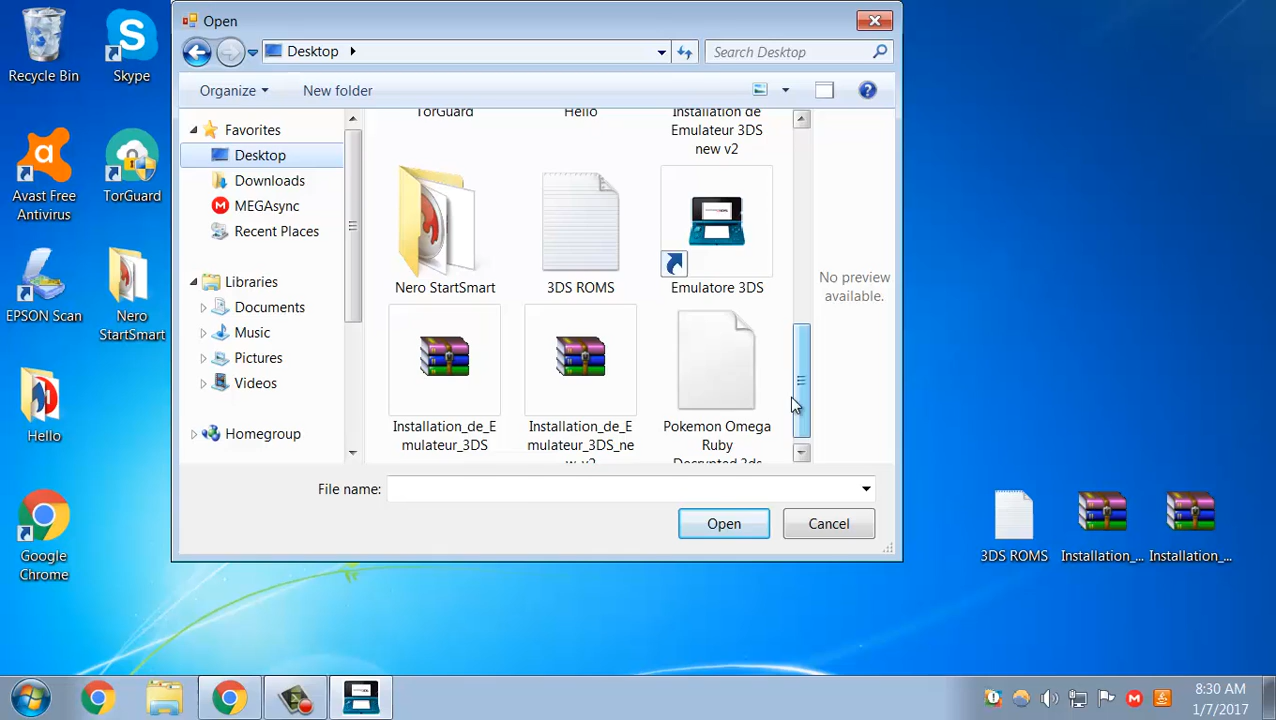 Recycle Bin
Skype
Avast Free
Antivirus
TorGuard
EPSON Scan
Nero
StartSmart
Hello
Google
Chrome
Open
Desktop
Search Desktop
Organize
New folder
Favorites
Desktop
Downloads
MEGAsync
Recent Places
Libraries
Documents
Music
Pictures
Videos
Homegroup
TorGuard
Hello
Installation de
Emulateur 3DS
new v2
Nero StartSmart
3DS ROMS
Emulatore 3DS
Installation_de_E
mulateur_3DS
Installation_de_E
mulateur_3DS_ne
w_v2
Pokemon Omega
Ruby
Decrypted.3ds
No preview
available.
File name:
Open
Cancel
3DS ROMS
Installation_...
Installation_...
8:30 AM
1/7/2017